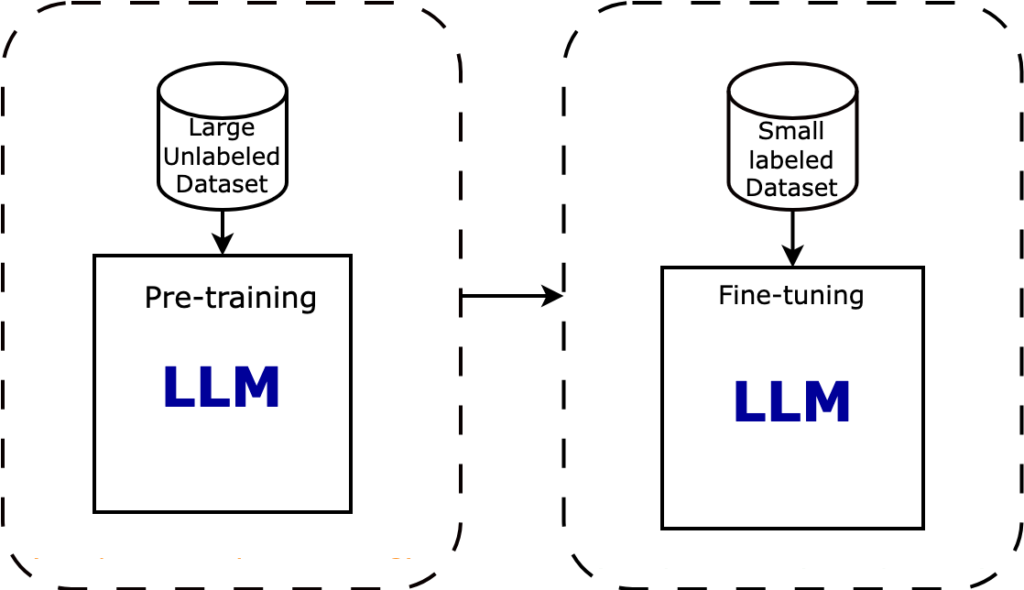 Large
Unlabeled
Dataset
Pre-training
LLM
Small
labeled
Dataset
Fine-tuning
LLM